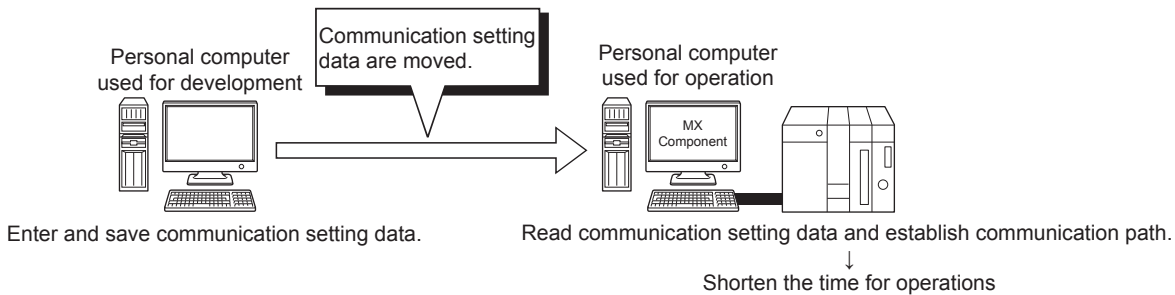 Communication setting
data are moved.
Personal computer
used for development
Personal computer
used for operation
MX
Component
Enter and save communication setting data.
Read communication setting data and establish communication path.
↓
Shorten the time for operations